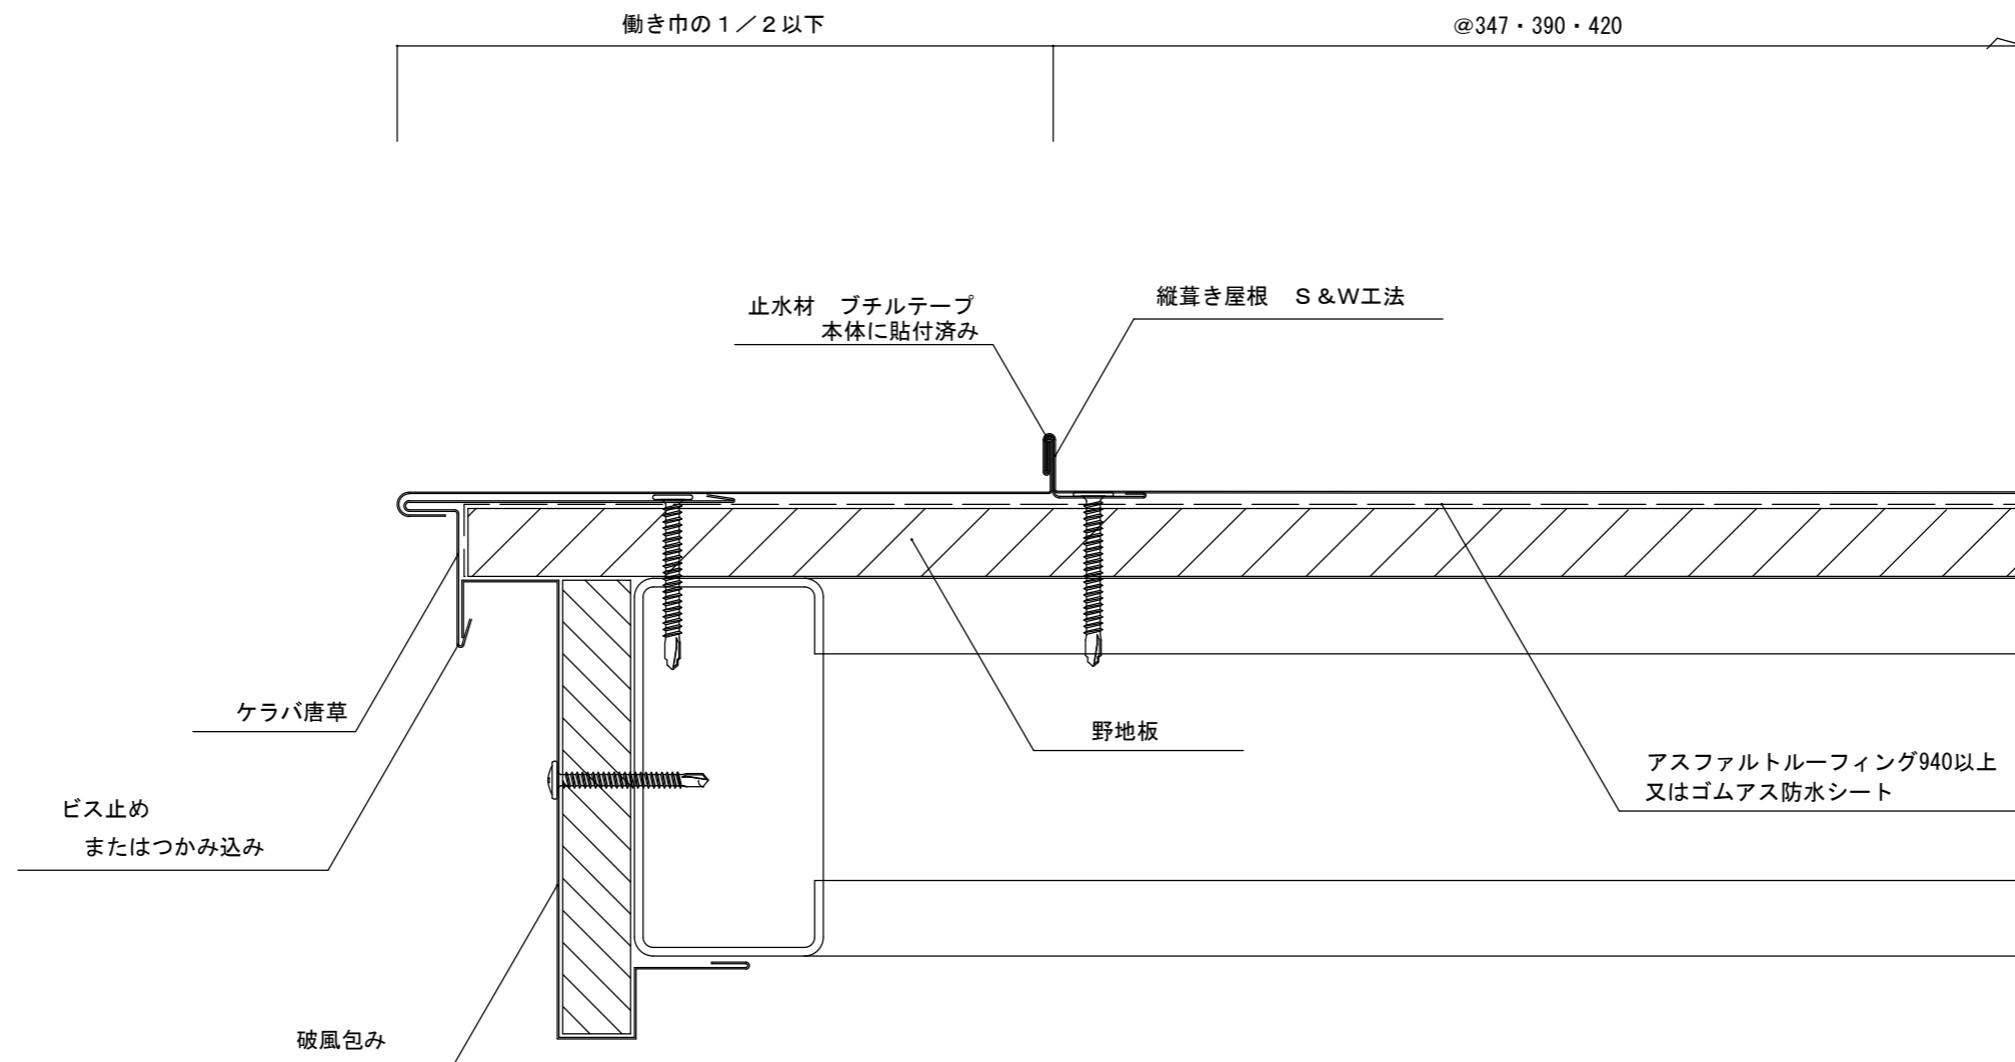 働き巾の１／２以下
@347・390・420
止水材　ブチルテープ
本体に貼付済み
縦葺き屋根　Ｓ＆Ｗ工法
ケラバ唐草
野地板
アスファルトルーフィング940以上
又はゴムアス防水シート
ビス止め
またはつかみ込み
破風包み